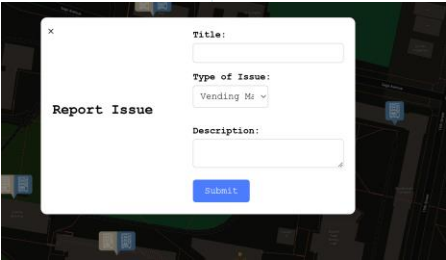 ×
Title:
Type of Issue:
Vending Ma
Report Issue
Description:
Submit